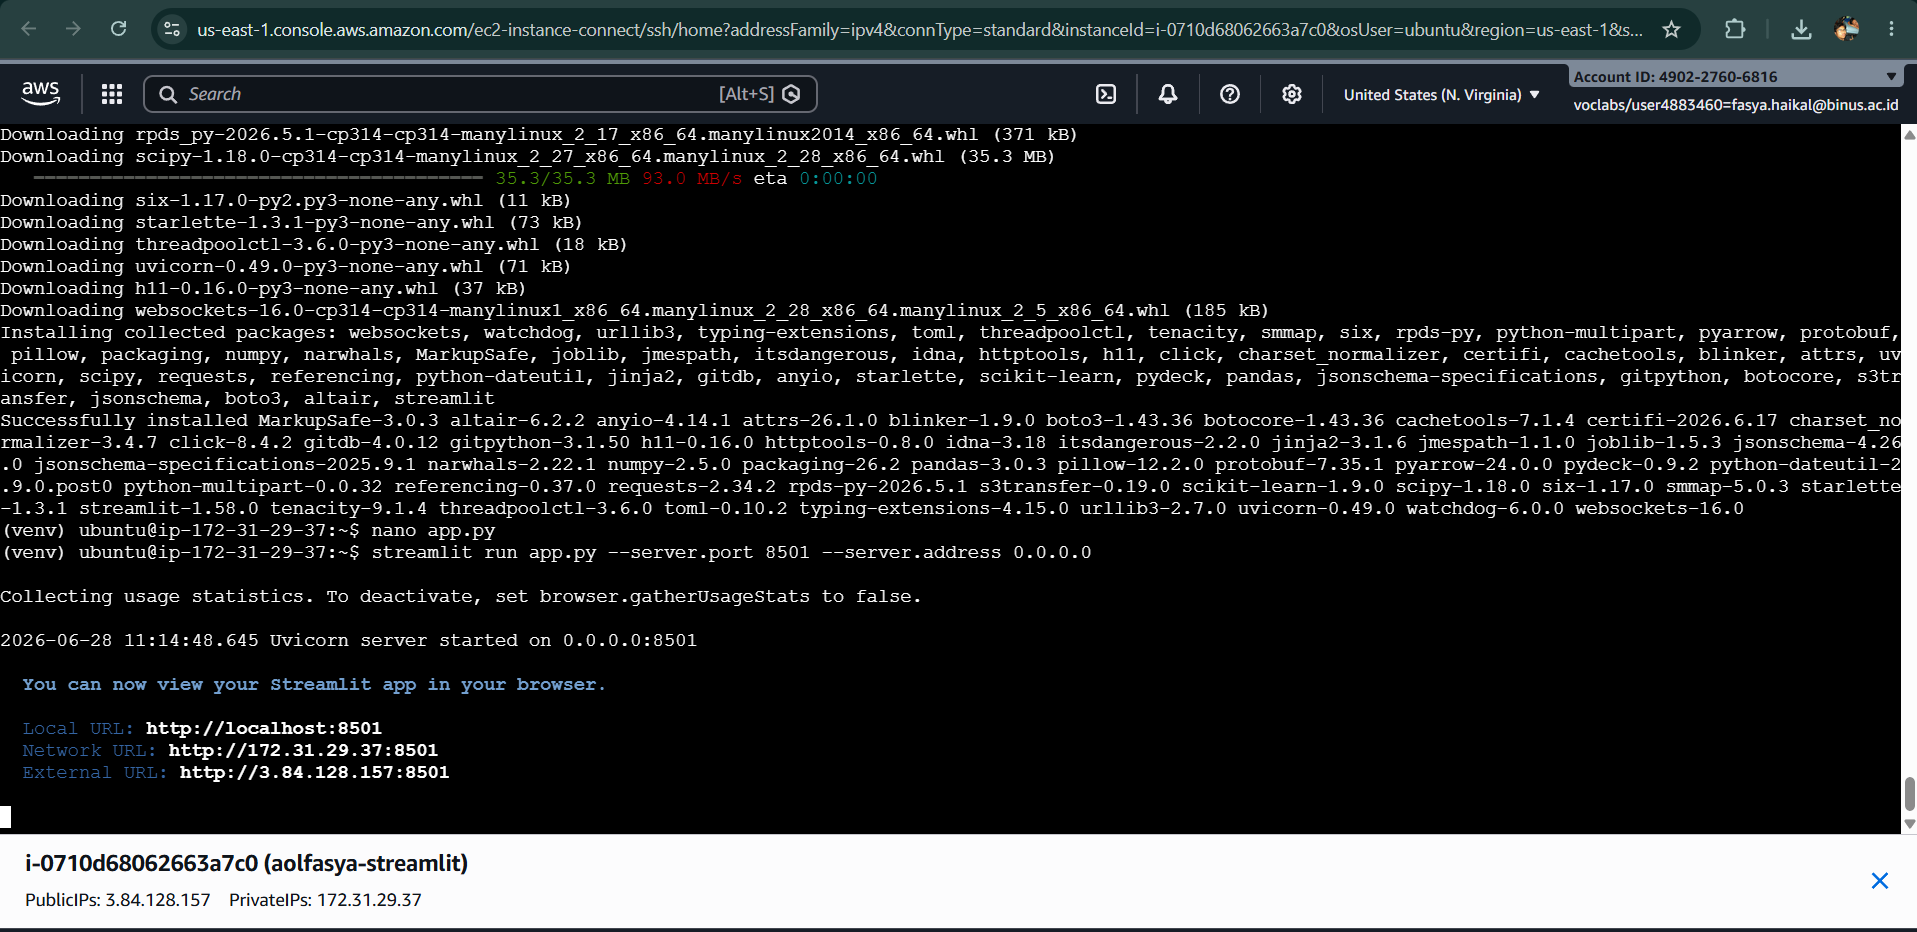 us-east-1.console.aws.amazon.com/ec2-instance-connect/ssh/home?addressFamily=ipv4&connType=standard&instanceId=i-0710d68062663a7c0&osUser=ubuntu&region=us-east-1&s...
aws
Search
[Alt+S]
United States (N. Virginia)
Account ID: 4902-2760-6816
voclabs/user4883460=fasya.haikal@binus.ac.id
Downloading rpds_py-2026.5.1-cp314-cp314-manylinux_2_17_x86_64.manylinux2014_x86_64.whl (371 kB)
Downloading scipy-1.18.0-cp314-cp314-manylinux_2_27_x86_64.manylinux_2_28_x86_64.whl (35.3 MB)
35.3/35.3 MB 93.0 MB/s eta 0:00:00
Downloading six-1.17.0-py2.py3-none-any.whl (11 kB)
Downloading starlette-1.3.1-py3-none-any.whl (73 kB)
Downloading threadpoolctl-3.6.0-py3-none-any.whl (18 kB)
Downloading uvicorn-0.49.0-py3-none-any.whl (71 kB)
Downloading h11-0.16.0-py3-none-any.whl (37 kB)
Downloading websockets-16.0-cp314-cp314-manylinux1_x86_64.manylinux_2_28_x86_64.manylinux_2_5_x86_64.whl (185 kB)
Installing collected packages: websockets, watchdog, urllib3, typing-extensions, toml, threadpoolctl, tenacity, smmap, six, rpds-py, python-multipart, pyarrow, protobuf,
 pillow, packaging, numpy, narwhals, MarkupSafe, joblib, jmespath, itsdangerous, idna, httptools, h11, click, charset_normalizer, certifi, cachetools, blinker, attrs, uv
icorn, scipy, requests, referencing, python-dateutil, jinja2, gitdb, anyio, starlette, scikit-learn, pydeck, pandas, jsonschema-specifications, gitpython, botocore, s3tr
ansfer, jsonschema, boto3, altair, streamlit
Successfully installed MarkupSafe-3.0.3 altair-6.2.2 anyio-4.14.1 attrs-26.1.0 blinker-1.9.0 boto3-1.43.36 botocore-1.43.36 cachetools-7.1.4 certifi-2026.6.17 charset_no
rmalizer-3.4.7 click-8.4.2 gitdb-4.0.12 gitpython-3.1.50 h11-0.16.0 httptools-0.8.0 idna-3.18 itsdangerous-2.2.0 jinja2-3.1.6 jmespath-1.1.0 joblib-1.5.3 jsonschema-4.26
.0 jsonschema-specifications-2025.9.1 narwhals-2.22.1 numpy-2.5.0 packaging-26.2 pandas-3.0.3 pillow-12.2.0 protobuf-7.35.1 pyarrow-24.0.0 pydeck-0.9.2 python-dateutil-2
.9.0.post0 python-multipart-0.0.32 referencing-0.37.0 requests-2.34.2 rpds-py-2026.5.1 s3transfer-0.19.0 scikit-learn-1.9.0 scipy-1.18.0 six-1.17.0 smmap-5.0.3 starlette
-1.3.1 streamlit-1.58.0 tenacity-9.1.4 threadpoolctl-3.6.0 toml-0.10.2 typing-extensions-4.15.0 urllib3-2.7.0 uvicorn-0.49.0 watchdog-6.0.0 websockets-16.0
(venv) ubuntu@ip-172-31-29-37:~$ nano app.py
(venv) ubuntu@ip-172-31-29-37:~$ streamlit run app.py --server.port 8501 --server.address 0.0.0.0
Collecting usage statistics. To deactivate, set browser.gatherUsageStats to false.
2026-06-28 11:14:48.645 Uvicorn server started on 0.0.0.0:8501
You can now view your Streamlit app in your browser.
Local URL: http://localhost:8501
Network URL: http://172.31.29.37:8501
External URL: http://3.84.128.157:8501
i-0710d68062663a7c0 (aolfasya-streamlit)
PublicIPs: 3.84.128.157 PrivateIPs: 172.31.29.37